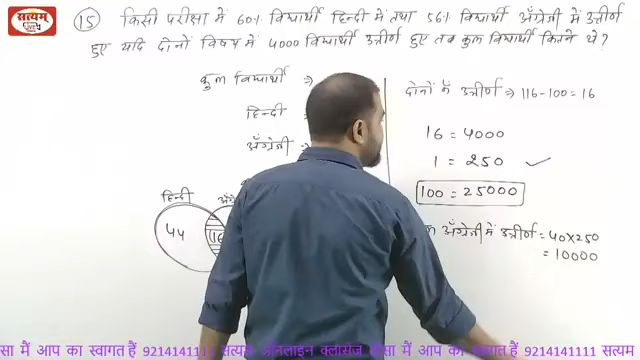 सत्यम्
(15) किसी परीक्षा में 60% विद्यार्थी हिन्दी में तथा 56% विद्यार्थी अँग्रेजी में उत्तीर्ण
हुए यदि दोनों विषय में 4000 विद्यार्थी उत्तीर्ण हुए तब कुल विद्यार्थी कितने थे ?
कुल विद्यार्थी ⇒
हिन्दी ⇒
अँग्रेजी ⇒
हिन्दी
44
16
दोनों में उत्तीर्ण ⇒ 116-100 = 16
16 = 4000
1 = 250
100 = 25000
अँग्रेजी में उत्तीर्ण = 40×250
= 10000
में आप का स्वागत हैं 9214141111 सत्यम ऑनलाइन क्लासेज में आप का स्वागत हैं 9214141111 सत्यम